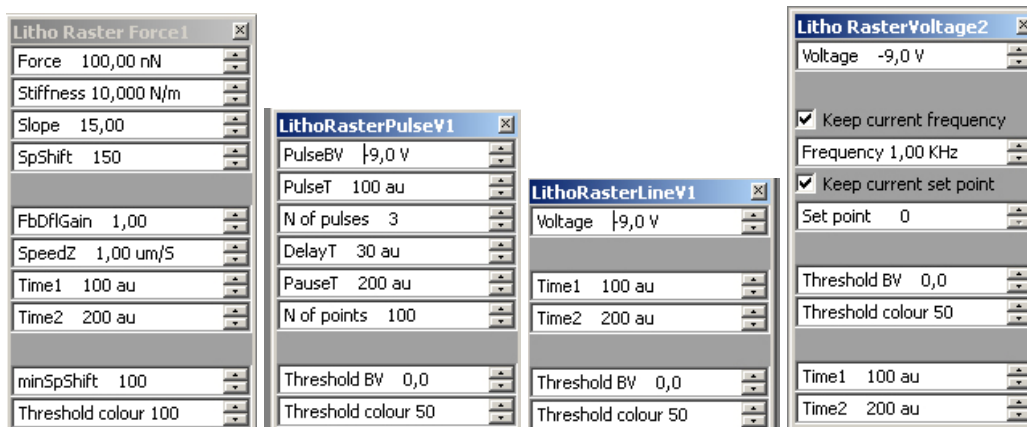 Litho Raster Force1
Force 100,00 nN
Stiffness 10,000 N/m
Slope 15,00
SpShift 150
FbDflGain 1,00
SpeedZ 1,00 um/S
Time1 100 au
Time2 200 au
minSpShift 100
Threshold colour 100
LithoRasterPulseV1
PulseBV -9,0 V
PulseT 100 au
N of pulses 3
DelayT 30 au
PauseT 200 au
N of points 100
Threshold BV 0,0
Threshold colour 50
LithoRasterLineV1
Voltage -9,0 V
Time1 100 au
Time2 200 au
Threshold BV 0,0
Threshold colour 50
Litho RasterVoltage2
Voltage -9,0 V
Keep current frequency
Frequency 1,00 KHz
Keep current set point
Set point 0
Threshold BV 0,0
Threshold colour 50
Time1 100 au
Time2 200 au